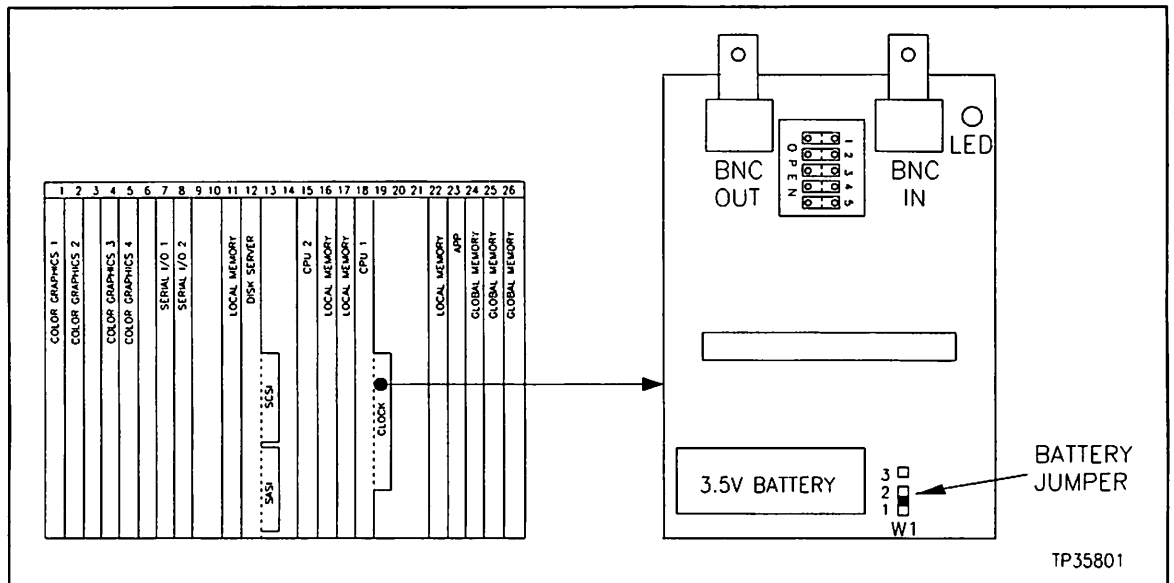 1 2 3 4 5 6 7 8 9 10 11 12 13 14 15 16 17 18 19 20 21 22 23 24 25 26
COLOR GRAPHICS 1
COLOR GRAPHICS 2
COLOR GRAPHICS 3
COLOR GRAPHICS 4
SERIAL I/O 1
SERIAL I/O 2
LOCAL MEMORY
DISK SERVER
SCSI
SASI
CPU 2
LOCAL MEMORY
LOCAL MEMORY
CPU 1
CLOCK
LOCAL MEMORY
APP
GLOBAL MEMORY
GLOBAL MEMORY
GLOBAL MEMORY
BNC
OUT
OPEN
1
2
3
4
5
BNC
IN
LED
3.5V BATTERY
3
2
1
W1
BATTERY
JUMPER
TP35801